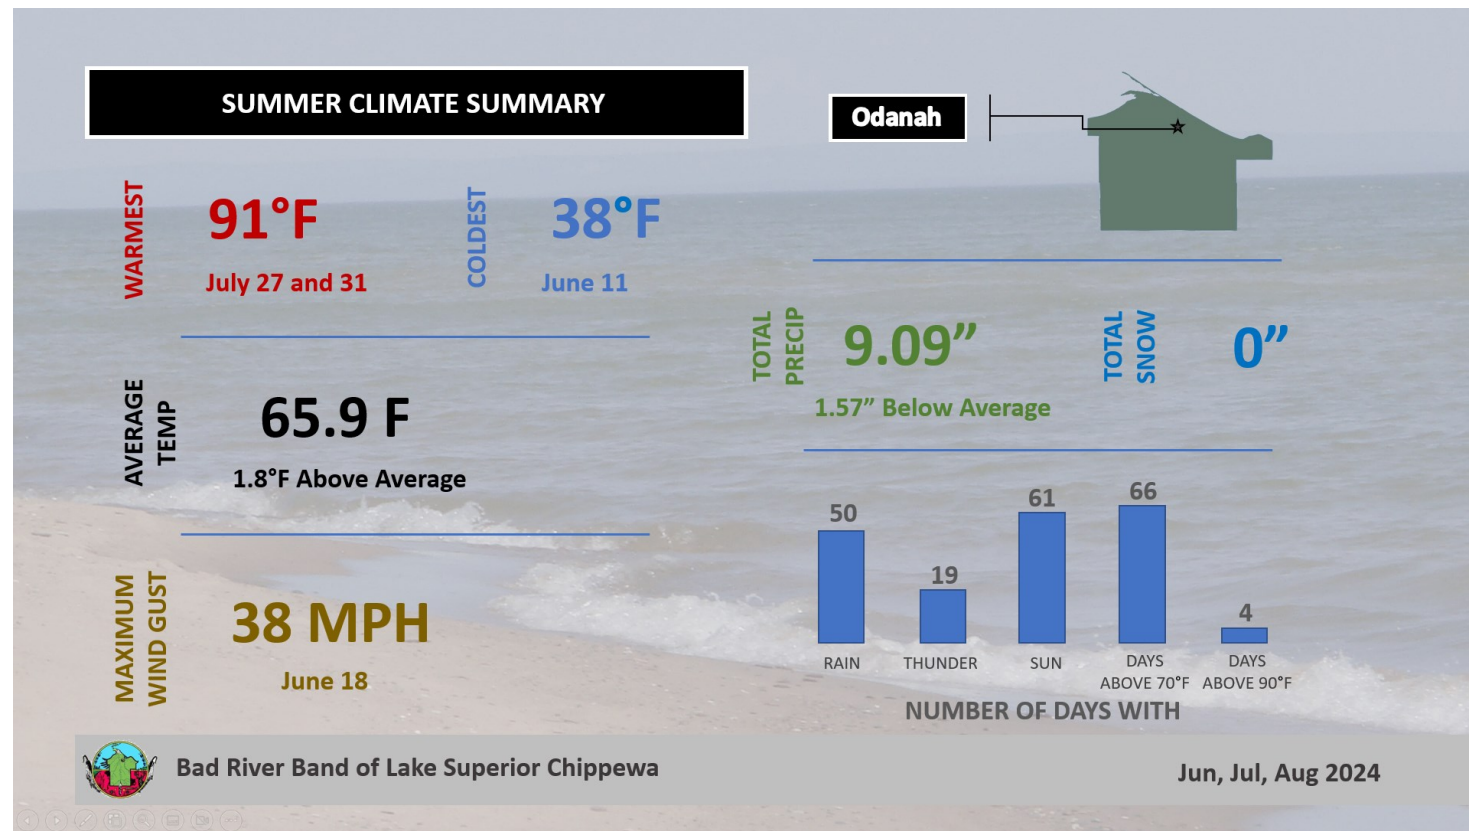 SUMMER CLIMATE SUMMARY
Odanah
WARMEST
91°F
July 27 and 31
COLDEST
38°F
June 11
AVERAGE
TEMP
65.9 F
1.8°F Above Average
MAXIMUM
WIND GUST
38 MPH
June 18
TOTAL
PRECIP
9.09”
1.57” Below Average
TOTAL
SNOW
0”
50
19
61
66
4
RAIN
THUNDER
SUN
DAYS
ABOVE 70°F
DAYS
ABOVE 90°F
NUMBER OF DAYS WITH
Bad River Band of Lake Superior Chippewa
Jun, Jul, Aug 2024